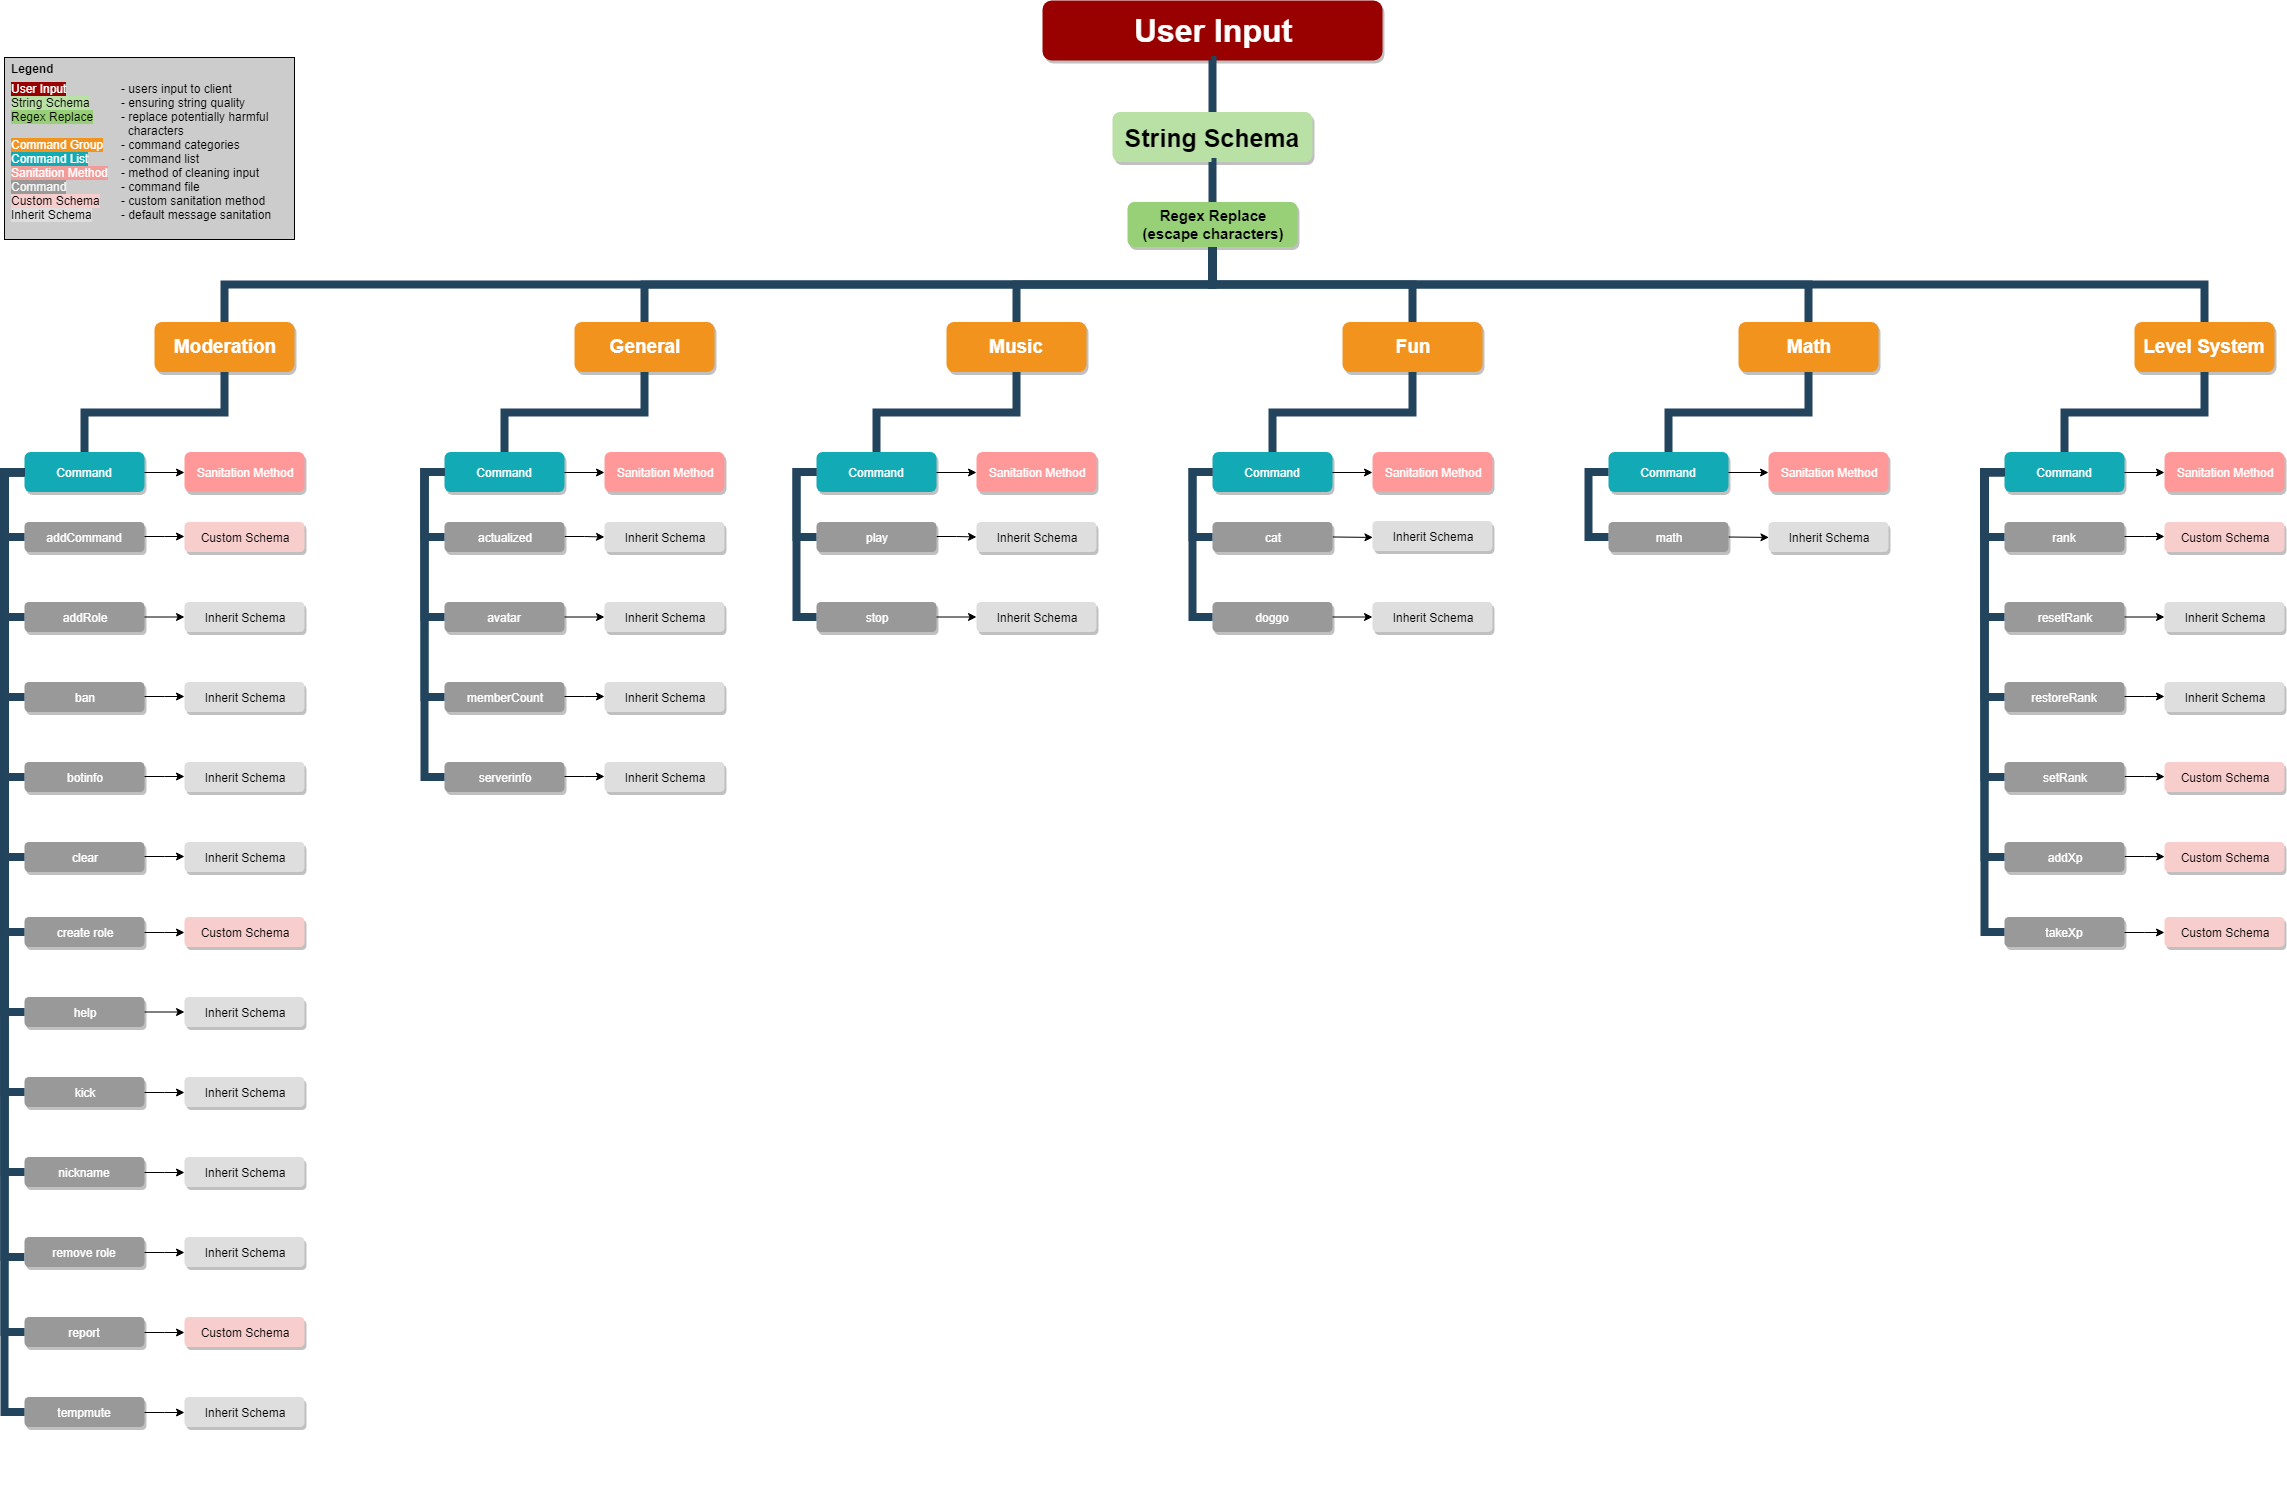 User Input
Legend
User Input - users input to client
String Schema - ensuring string quality
Regex Replace - replace potentially harmful
characters
Command Group - command categories
Command List - command list
Sanitation Method - method of cleaning input
Command - command file
Custom Schema - custom sanitation method
Inherit Schema - default message sanitation
String Schema
Regex Replace
(escape characters)
Moderation
General
Music
Fun
Math
Level System
Command Sanitation Method
addCommand Custom Schema
addRole Inherit Schema
ban Inherit Schema
botinfo Inherit Schema
clear Inherit Schema
create role Custom Schema
help Inherit Schema
kick Inherit Schema
nickname Inherit Schema
remove role Inherit Schema
report Custom Schema
tempmute Inherit Schema
Command Sanitation Method
actualized Inherit Schema
avatar Inherit Schema
memberCount Inherit Schema
serverinfo Inherit Schema
Command Sanitation Method
play Inherit Schema
stop Inherit Schema
Command Sanitation Method
cat Inherit Schema
doggo Inherit Schema
Command Sanitation Method
math Inherit Schema
Command Sanitation Method
rank Custom Schema
resetRank Inherit Schema
restoreRank Inherit Schema
setRank Custom Schema
addXp Custom Schema
takeXp Custom Schema